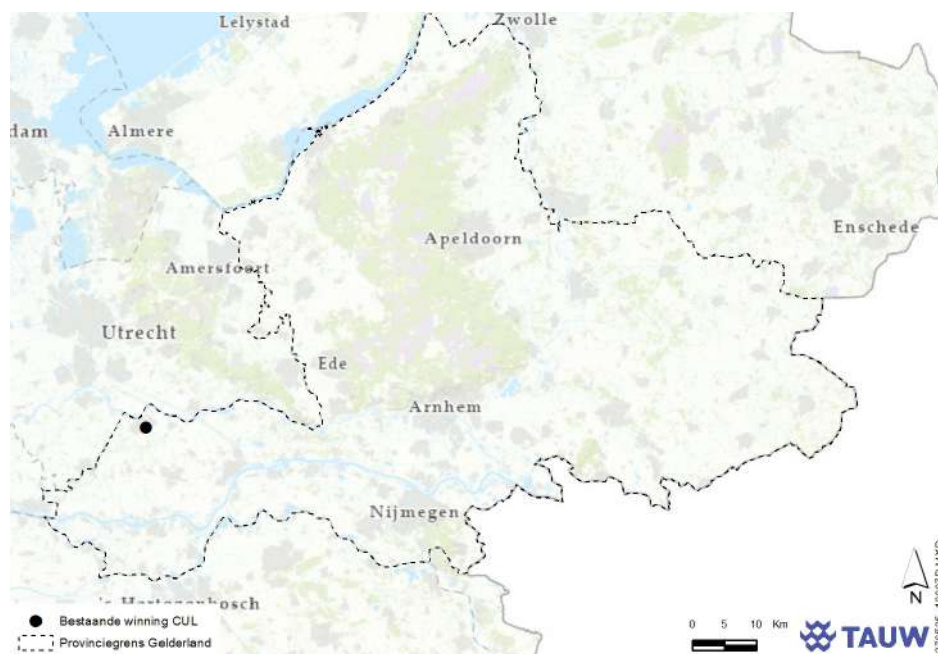 Lelystad
Zwolle
dam
Almere
Apeldoorn
Enschede
Amersfoort
Utrecht
Ede
Arnhem
Nijmegen
's Hertogenbosch
N
Bestaande winning CUL
Provinciegrens Gelderland
0 5 10 Km
TAUW